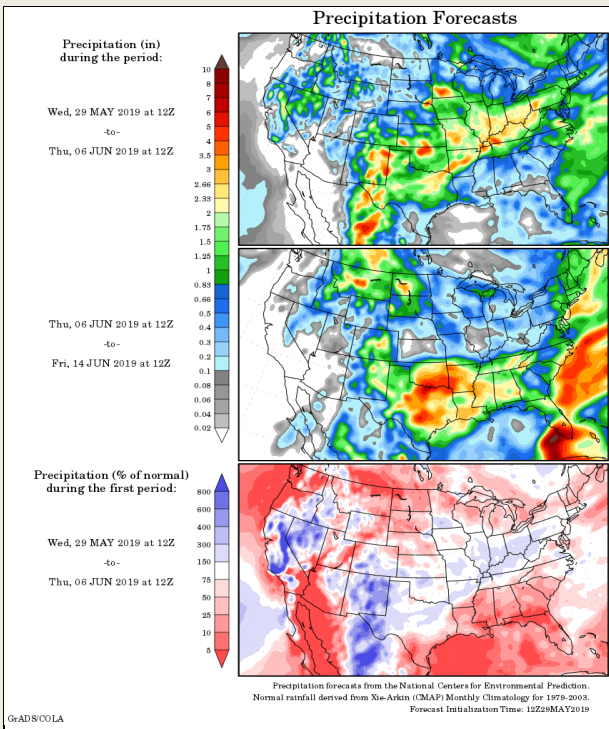 Precipitation Forecasts
Precipitation (in)
during the period:
Wed, 29 MAY 2019 at 12Z
-to-
Thu, 06 JUN 2019 at 12Z
10
8
7
6
5
4
3.5
3
2.66
2.33
2
1.75
1.5
1.25
1
0.83
0.66
0.5
0.4
0.3
0.2
0.1
0.08
0.06
0.04
0.02
Thu, 06 JUN 2019 at 12Z
-to-
Fri, 14 JUN 2019 at 12Z
Precipitation (% of normal)
during the first period:
Wed, 29 MAY 2019 at 12Z
-to-
Thu, 06 JUN 2019 at 12Z
800
600
400
300
150
75
50
25
10
5
Precipitation forecasts from the National Centers for Environmental Prediction.
Normal rainfall derived from Xie-Arkin (CMAP) Monthly Climatology for 1979-2003.
Forecast Initialization Time: 12Z29MAY2019
GrADS/COLA